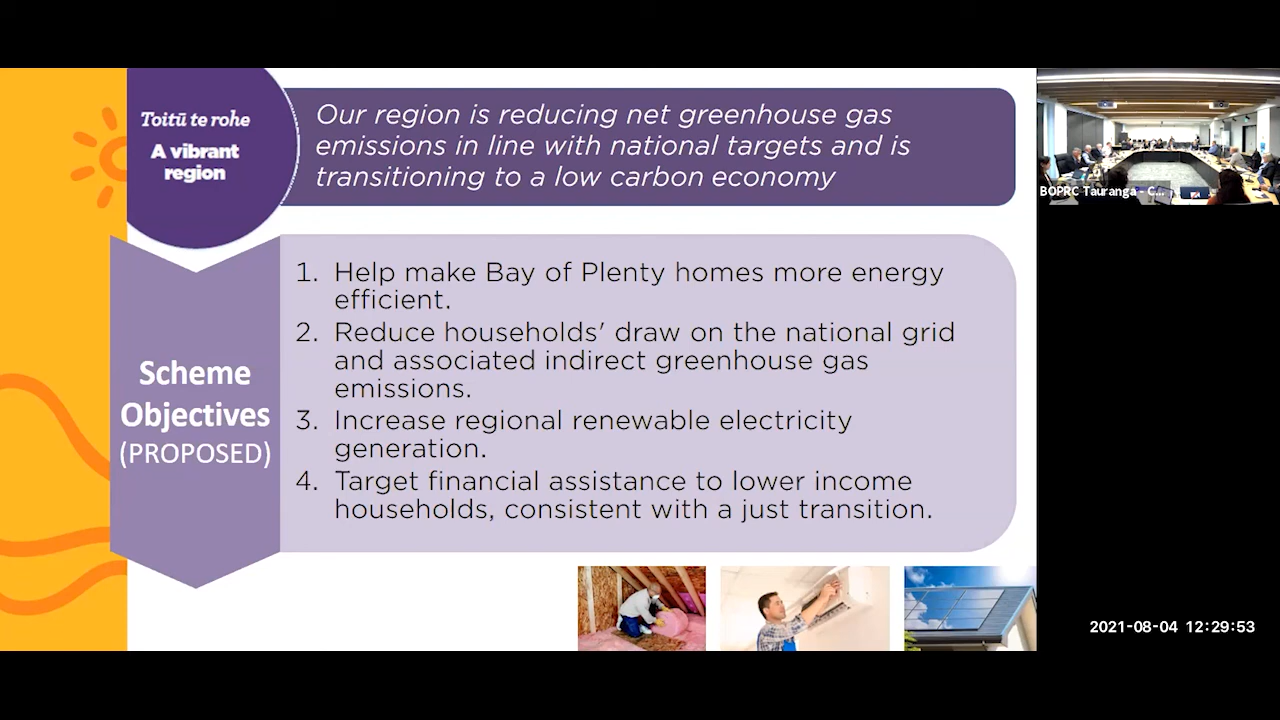 Toitū te rohe
A vibrant
region
Our region is reducing net greenhouse gas
emissions in line with national targets and is
transitioning to a low carbon economy
Scheme
Objectives
(PROPOSED)
1. Help make Bay of Plenty homes more energy
efficient.
2. Reduce households' draw on the national grid
and associated indirect greenhouse gas
emissions.
3. Increase regional renewable electricity
generation.
4. Target financial assistance to lower income
households, consistent with a just transition.
BOPRC Tauranga - C...
2021-08-04 12:29:53